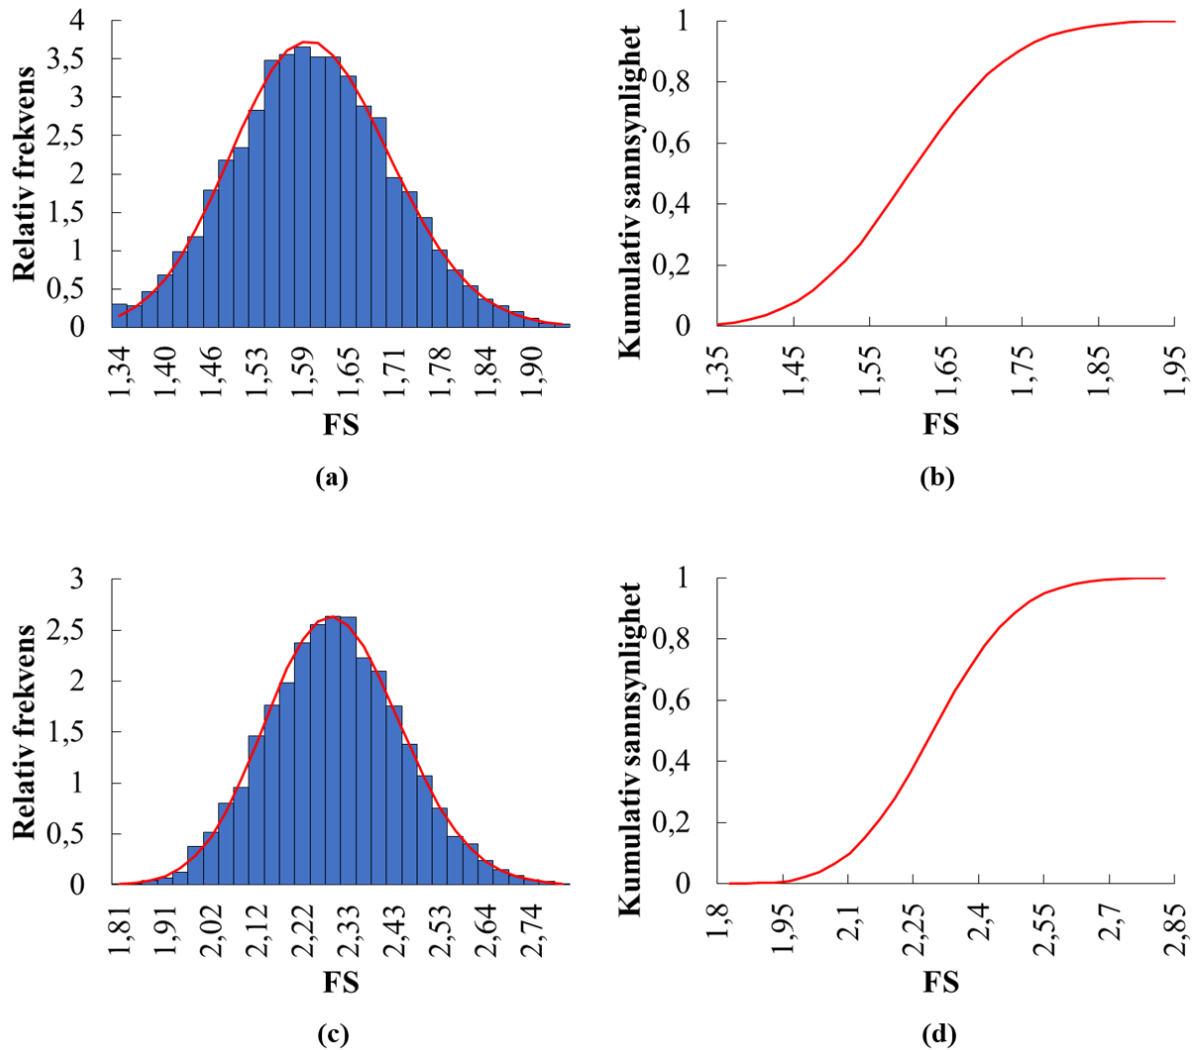 Relativ frekvens
4
3,5
3
2,5
2
1,5
1
0,5
0
1,34 1,40 1,46 1,53 1,59 1,65 1,71 1,78 1,84 1,90
FS
(a)
Kumulativ sannsynlighet
1
0,8
0,6
0,4
0,2
0
1,35 1,45 1,55 1,65 1,75 1,85 1,95
FS
(b)
Relativ frekvens
3
2,5
2
1,5
1
0,5
0
1,81 1,91 2,02 2,12 2,22 2,33 2,43 2,53 2,64 2,74
FS
(c)
Kumulativ sannsynlighet
1
0,8
0,6
0,4
0,2
0
1,8 1,95 2,1 2,25 2,4 2,55 2,7 2,85
FS
(d)